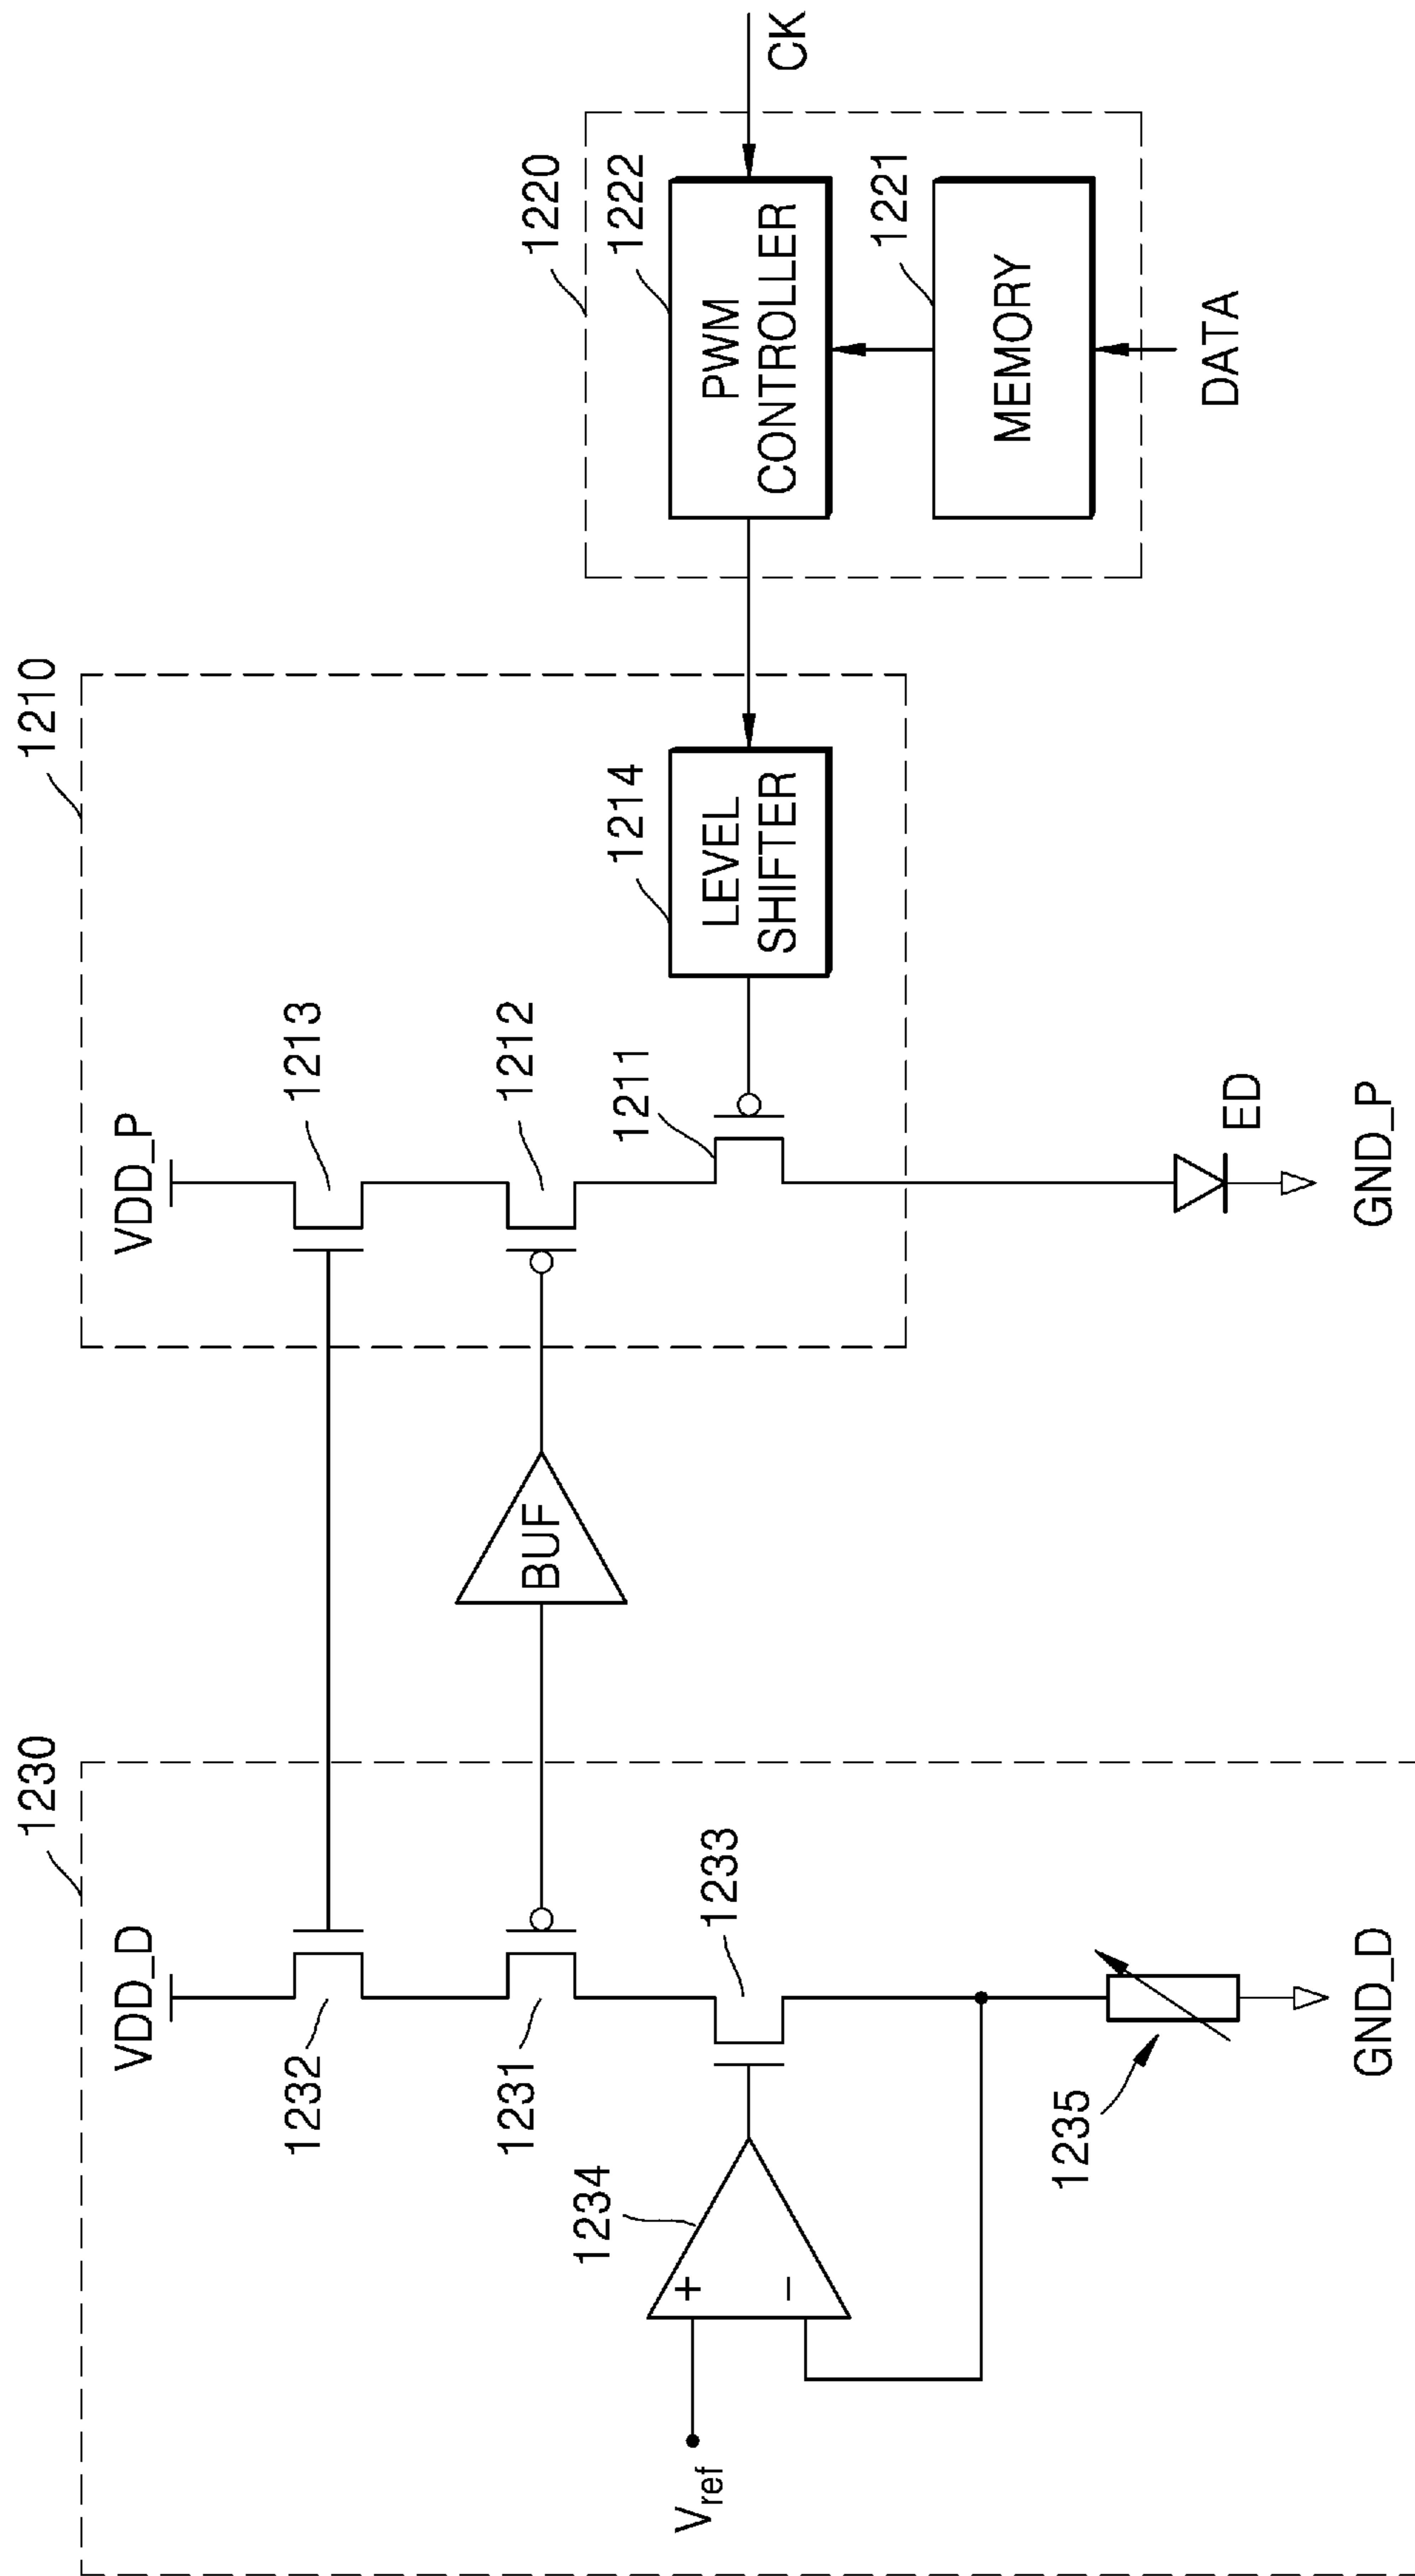 1230
VDD_D
1232
1231
1234
1233
+
−
Vref
1235
GND_D
BUF
1210
VDD_P
1213
1212
1211
1214
LEVEL
SHIFTER
ED
GND_P
1220
1222
PWM
CONTROLLER
CK
1221
MEMORY
DATA